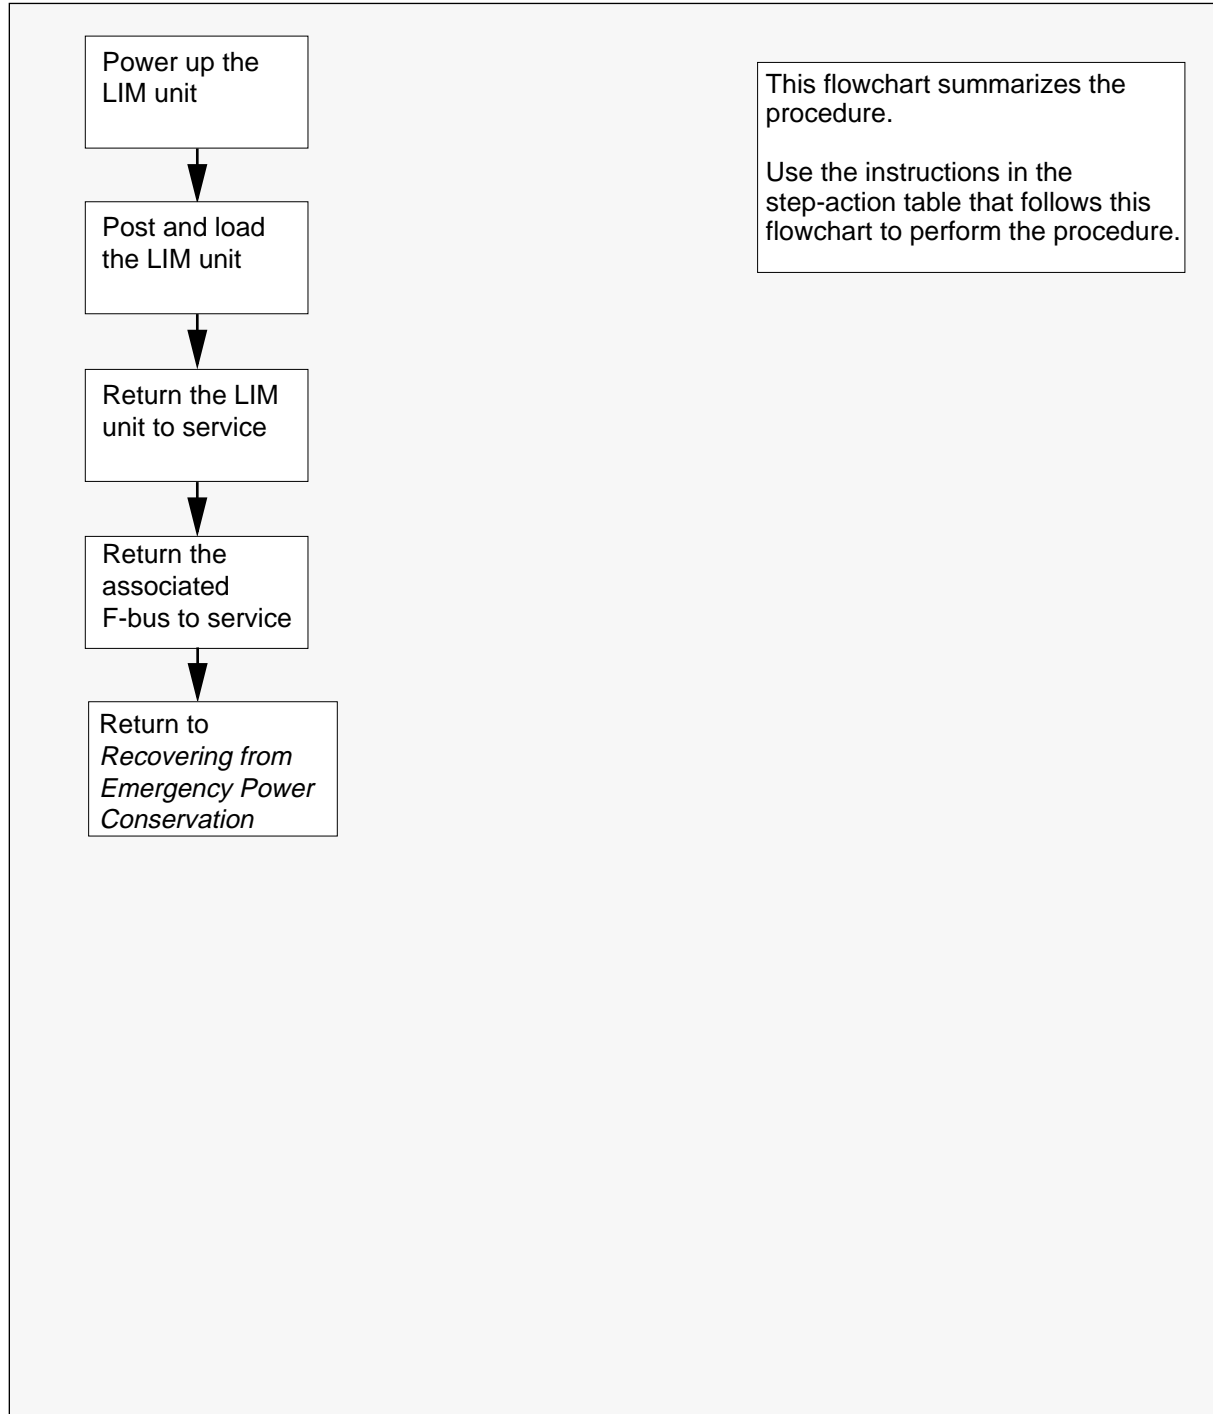 Power up the
LIM unit
Post and load
the LIM unit
Return the LIM
unit to service
Return the
associated
F-bus to service
Return to
Recovering from
Emergency Power
Conservation
This flowchart summarizes the
procedure.
Use the instructions in the
step-action table that follows this
flowchart to perform the procedure.